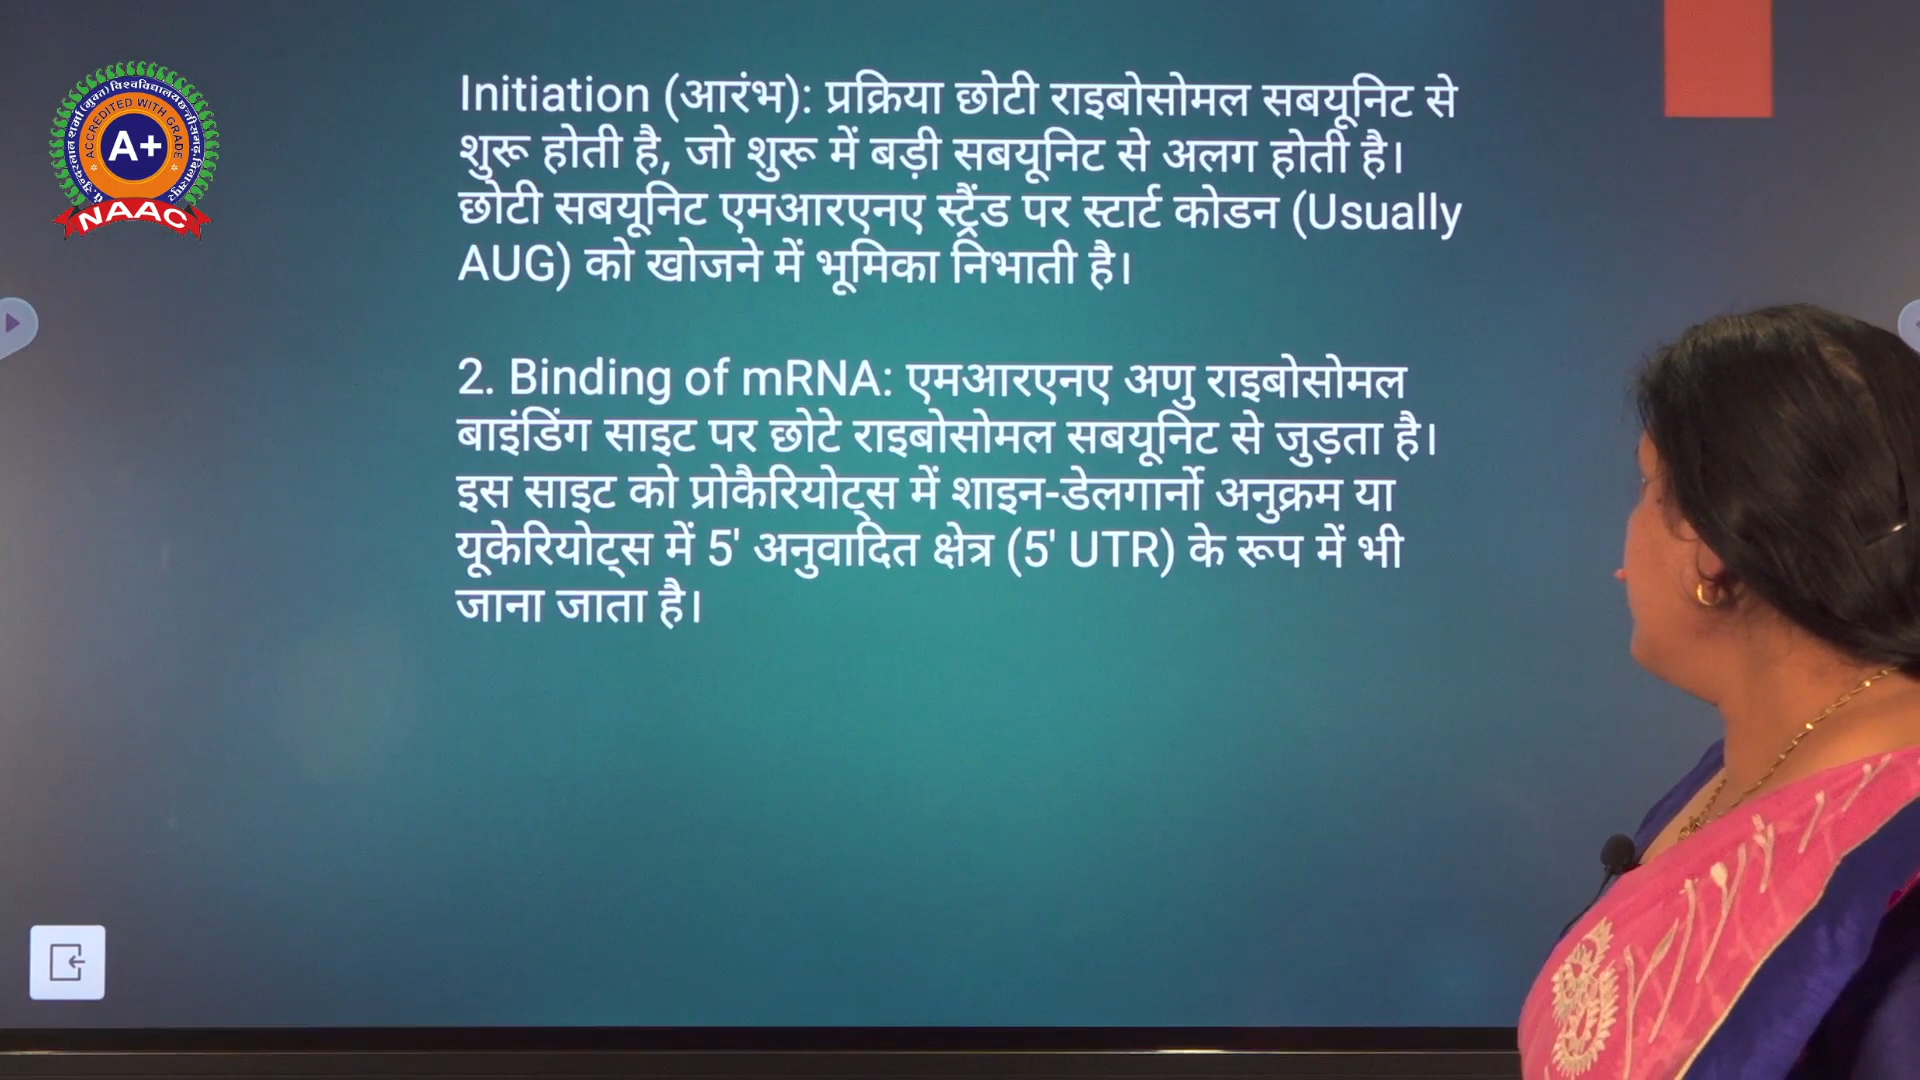 Initiation (आरंभ): प्रक्रिया छोटी राइबोसोमल सबयूनिट से
शुरू होती है, जो शुरू में बड़ी सबयूनिट से अलग होती है।
छोटी सबयूनिट एमआरएनए स्ट्रैंड पर स्टार्ट कोडन (Usually
AUG) को खोजने में भूमिका निभाती है।
2. Binding of mRNA: एमआरएनए अणु राइबोसोमल
बाइंडिंग साइट पर छोटे राइबोसोमल सबयूनिट से जुड़ता है।
इस साइट को प्रोकैरियोट्स में शाइन-डेलगार्नो अनुक्रम या
यूकेरियोट्स में 5' अनुवादित क्षेत्र (5' UTR) के रूप में भी
जाना जाता है।
ACCREDITED WITH GRADE
A+
NAAC